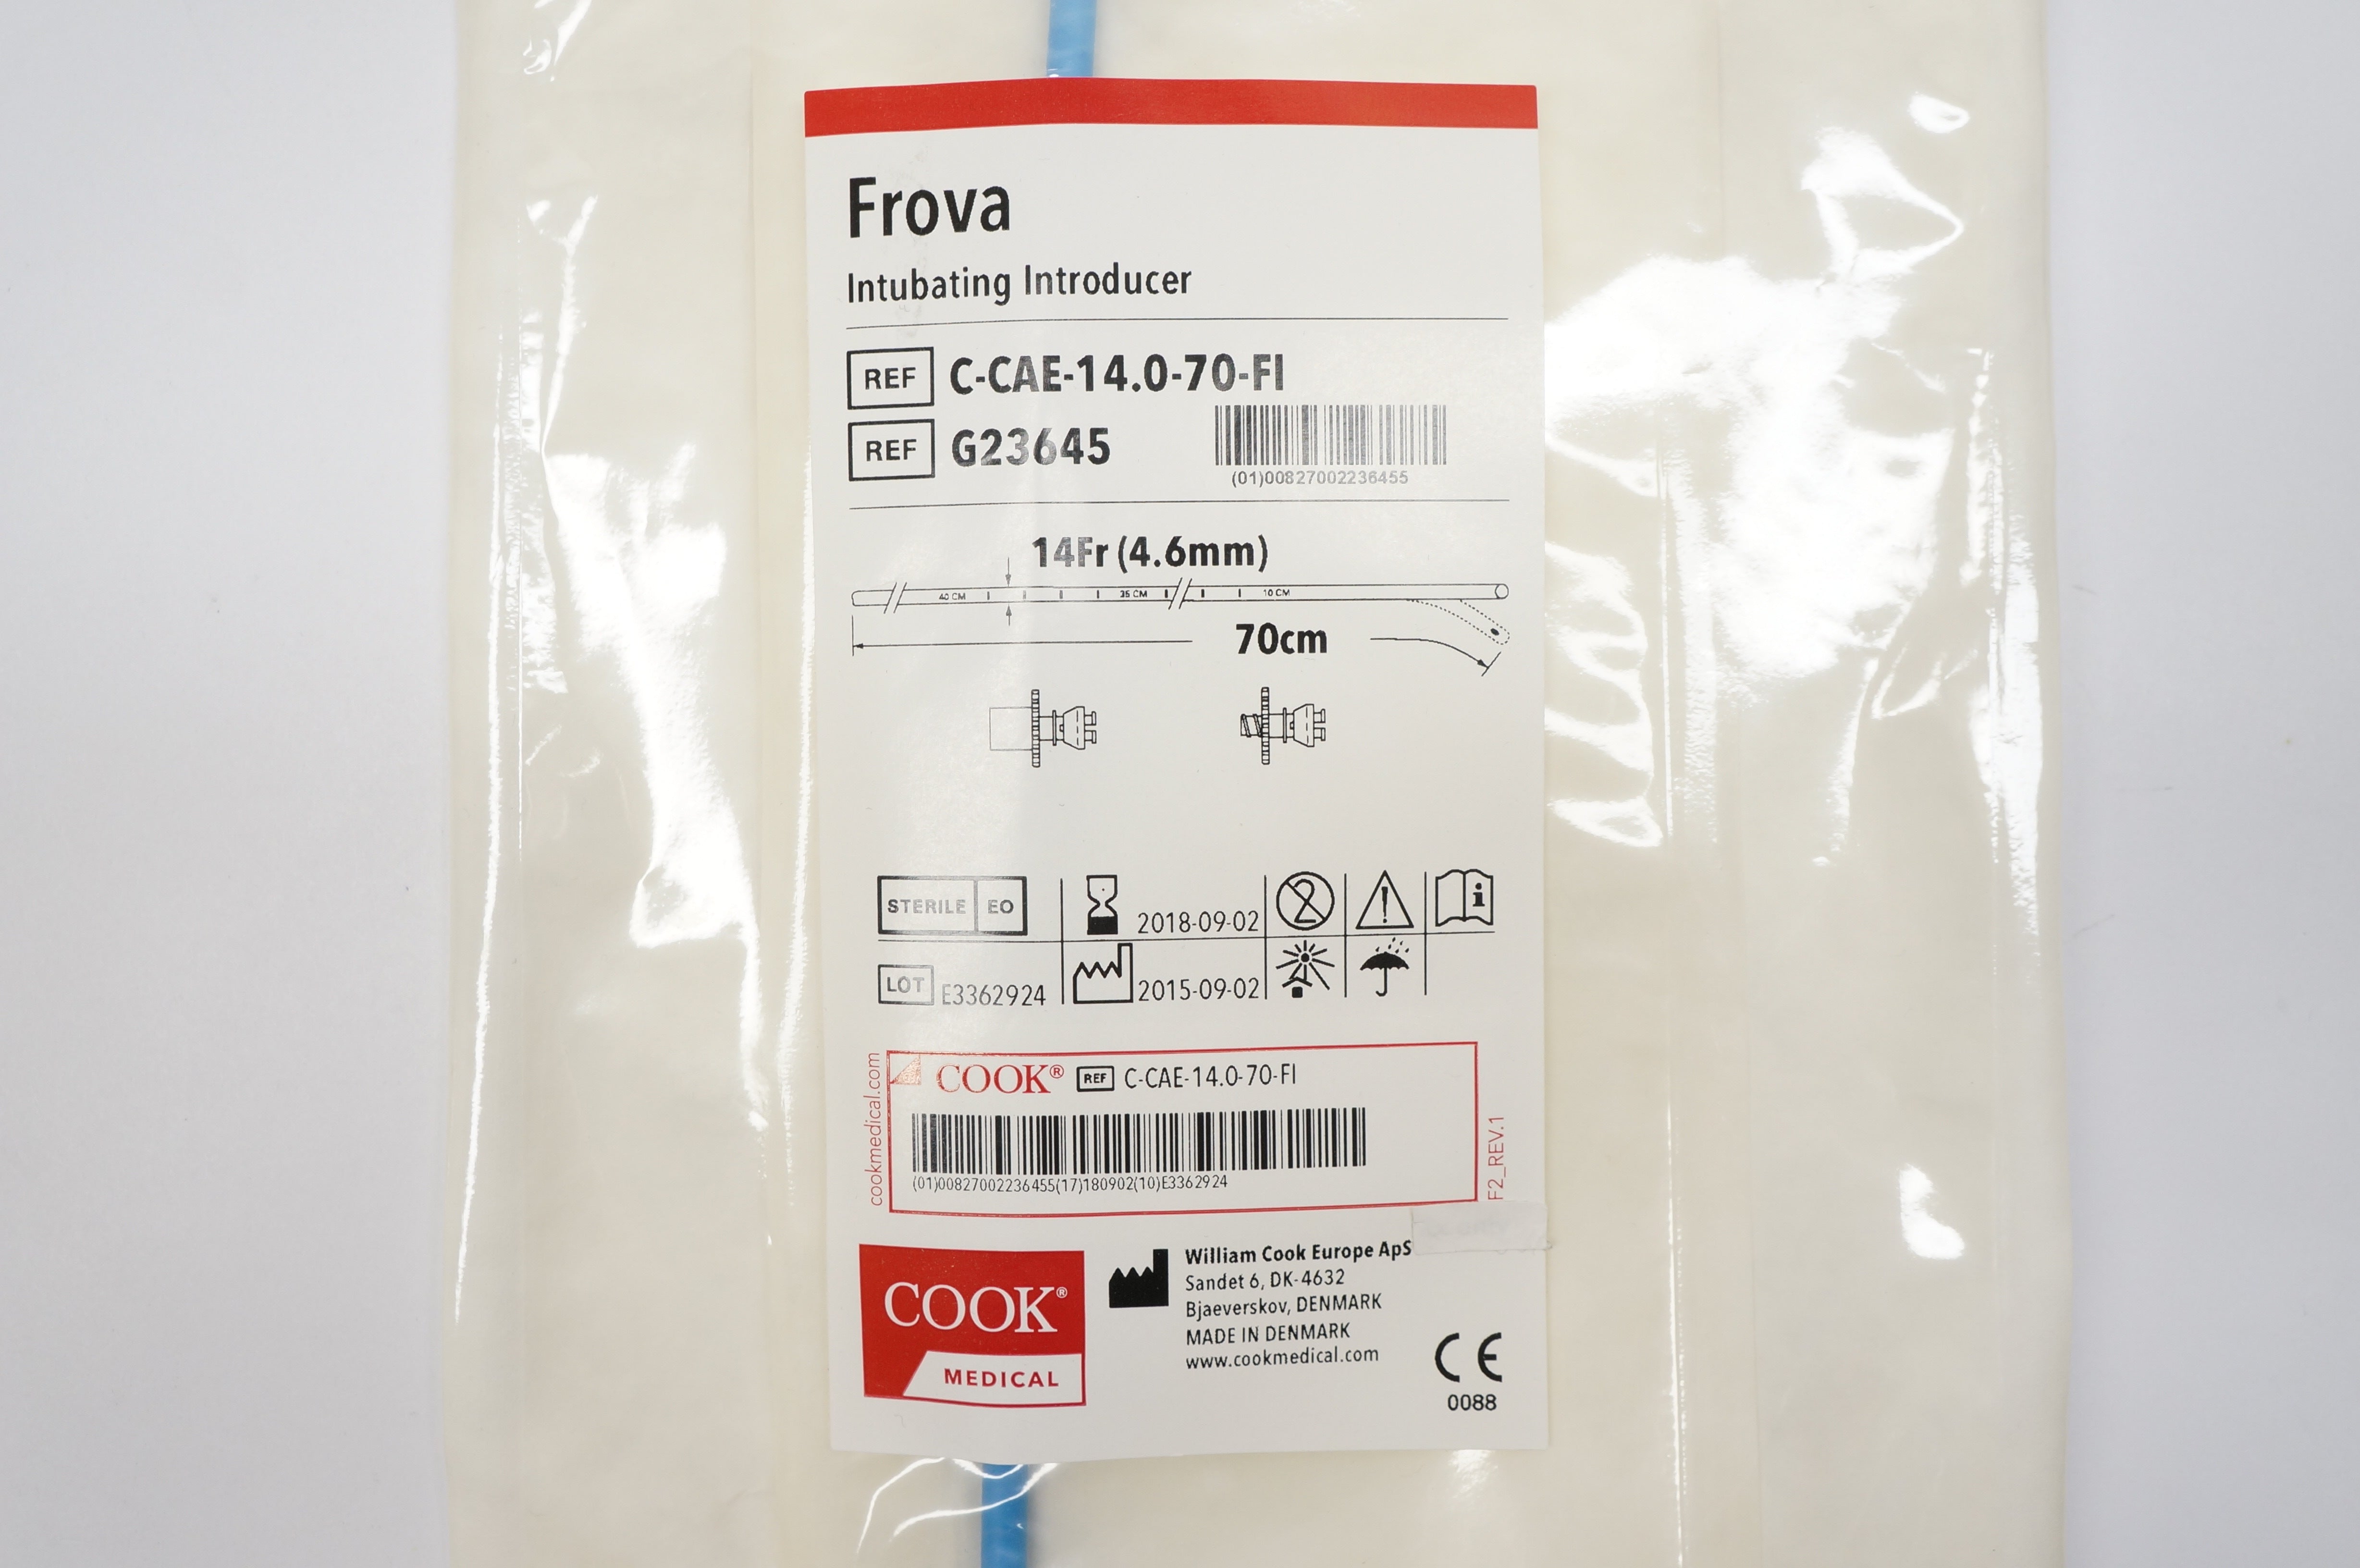 Frova
Intubating Introducer
REF C-CAE-14.0-70-FI
REF G23645
(01)00827002236455
14Fr (4.6mm)
40 CM 35 CM 10 CM
70cm
STERILE EO 2018-09-02 2 i
LOT E3362924 2015-09-02
cookmedical.com
COOK® REF C-CAE-14.0-70-FI
(01)00827002236455(17)180902(10)E3362924
F2_REV.1
COOK®
MEDICAL
William Cook Europe ApS
Sandet 6, DK-4632
Bjaeverskov, DENMARK
MADE IN DENMARK
www.cookmedical.com
CE
0088